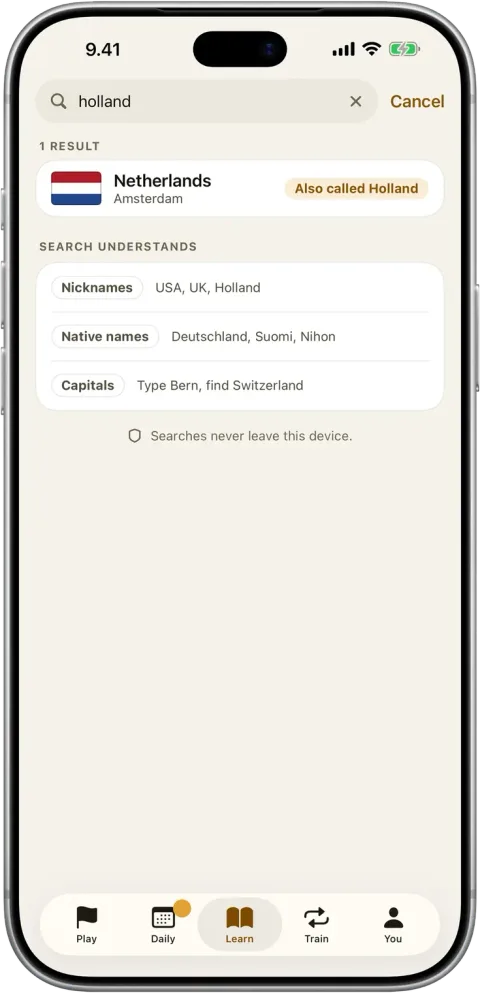 9.41
holland
Cancel
1 RESULT
Netherlands
Amsterdam
Also called Holland
SEARCH UNDERSTANDS
Nicknames USA, UK, Holland
Native names Deutschland, Suomi, Nihon
Capitals Type Bern, find Switzerland
Searches never leave this device.
Play Daily Learn Train You